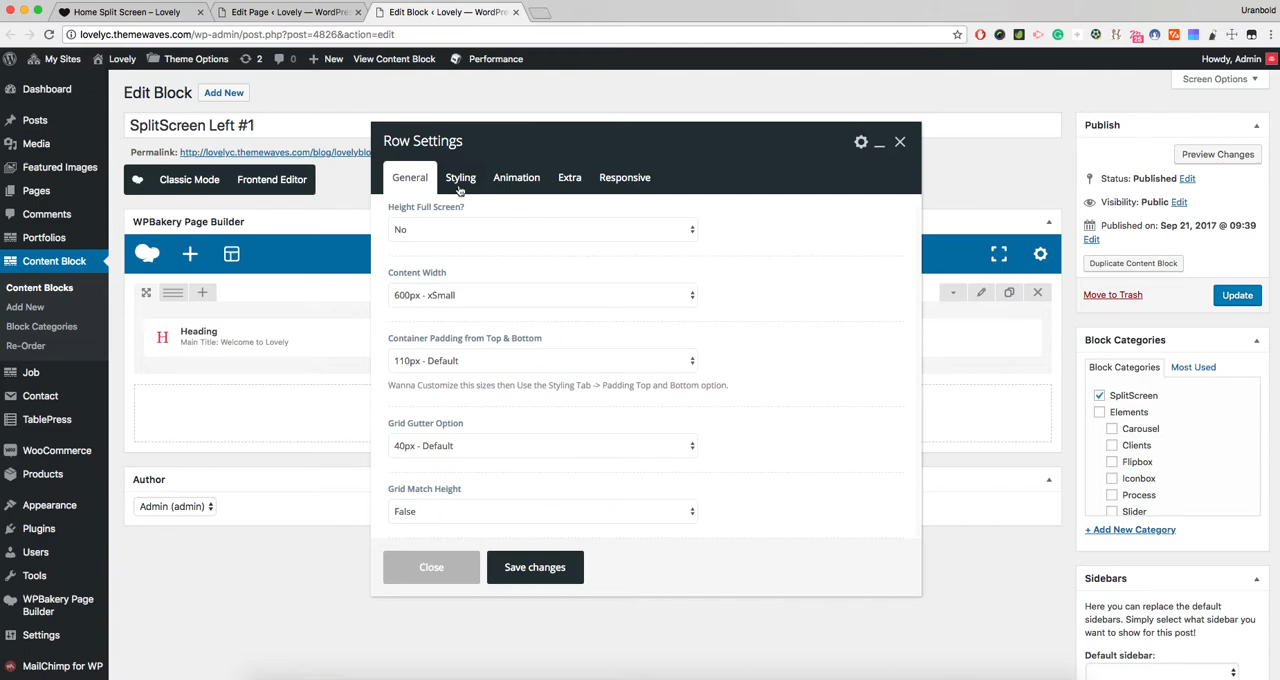 Home Split Screen – Lovely
Edit Page ‹ Lovely — WordPre
Edit Block ‹ Lovely — WordPr
Uranbold
lovelyc.themewaves.com/wp-admin/post.php?post=4826&action=edit
My Sites
Lovely
Theme Options
2
0
New
View Content Block
Performance
Howdy, Admin
Dashboard
Posts
Media
Featured Images
Pages
Comments
Portfolios
Content Block
Content Blocks
Add New
Block Categories
Re-Order
Job
Contact
TablePress
WooCommerce
Products
Appearance
Plugins
Users
Tools
WPBakery Page
Builder
Settings
MailChimp for WP
Screen Options
Edit Block
Add New
SplitScreen Left #1
Permalink: http://lovelyc.themewaves.com/blog/lovelyblo
Classic Mode
Frontend Editor
WPBakery Page Builder
H
Heading
Main Title: Welcome to Lovely
Author
Admin (admin)
Row Settings
General
Styling
Animation
Extra
Responsive
Height Full Screen?
No
Content Width
600px - xSmall
Container Padding from Top & Bottom
110px - Default
Wanna Customize this sizes then Use the Styling Tab -> Padding Top and Bottom option.
Grid Gutter Option
40px - Default
Grid Match Height
False
Close
Save changes
Publish
Preview Changes
Status: Published Edit
Visibility: Public Edit
Published on: Sep 21, 2017 @ 09:39
Edit
Duplicate Content Block
Move to Trash
Update
Block Categories
Block Categories
Most Used
SplitScreen
Elements
Carousel
Clients
Flipbox
Iconbox
Process
Slider
+ Add New Category
Sidebars
Here you can replace the default
sidebars. Simply select what sidebar you
want to show for this post!
Default sidebar: